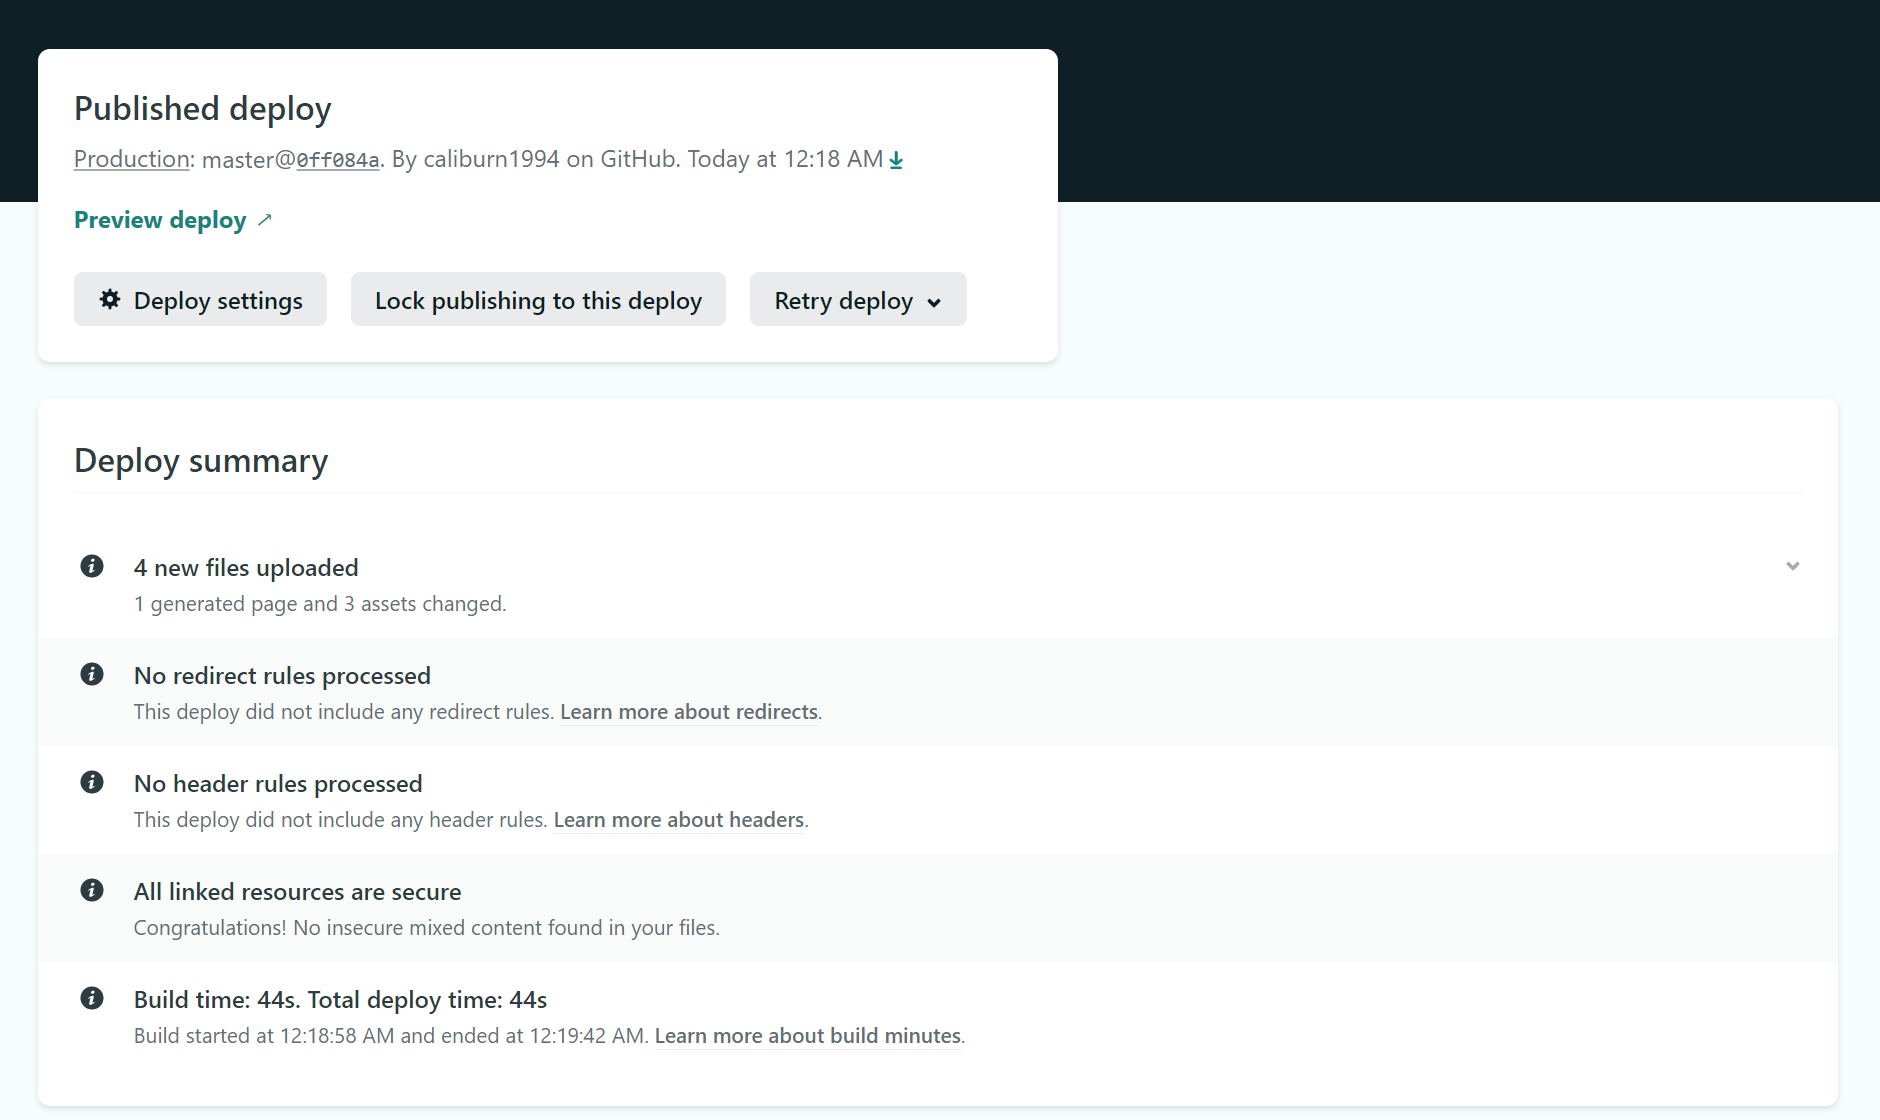 Published deploy
Production: master@0ff084a. By caliburn1994 on GitHub. Today at 12:18 AM
Preview deploy
Deploy settings
Lock publishing to this deploy
Retry deploy
Deploy summary
4 new files uploaded
1 generated page and 3 assets changed.
No redirect rules processed
This deploy did not include any redirect rules. Learn more about redirects.
No header rules processed
This deploy did not include any header rules. Learn more about headers.
All linked resources are secure
Congratulations! No insecure mixed content found in your files.
Build time: 44s. Total deploy time: 44s
Build started at 12:18:58 AM and ended at 12:19:42 AM. Learn more about build minutes.